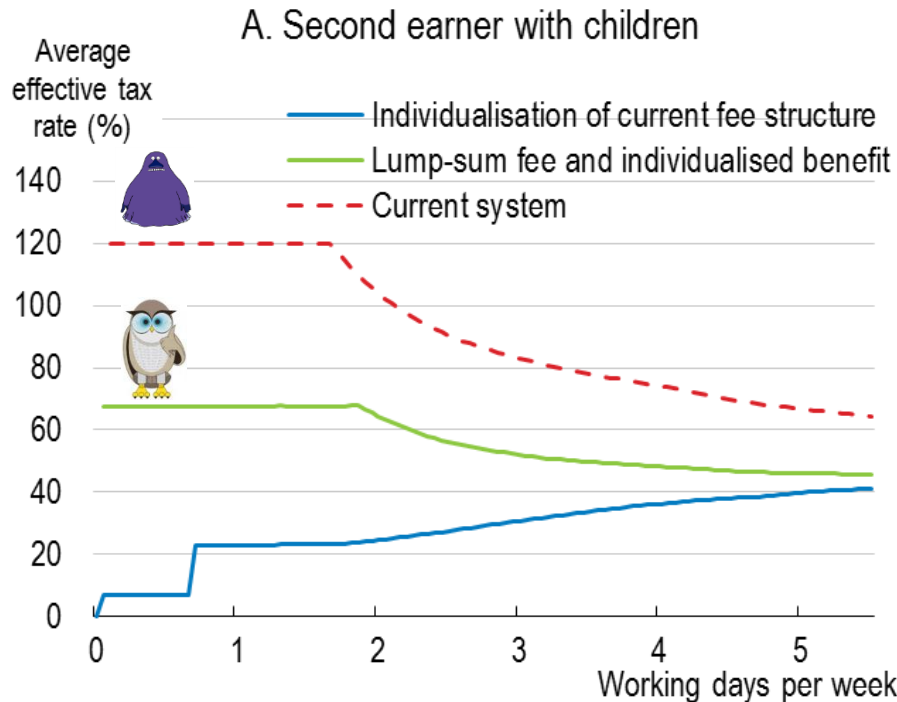 A. Second earner with children
Average
effective tax
rate (%)
Individualisation of current fee structure
Lump-sum fee and individualised benefit
Current system
140
120
100
80
60
40
20
0
0 1 2 3 4 5
Working days per week